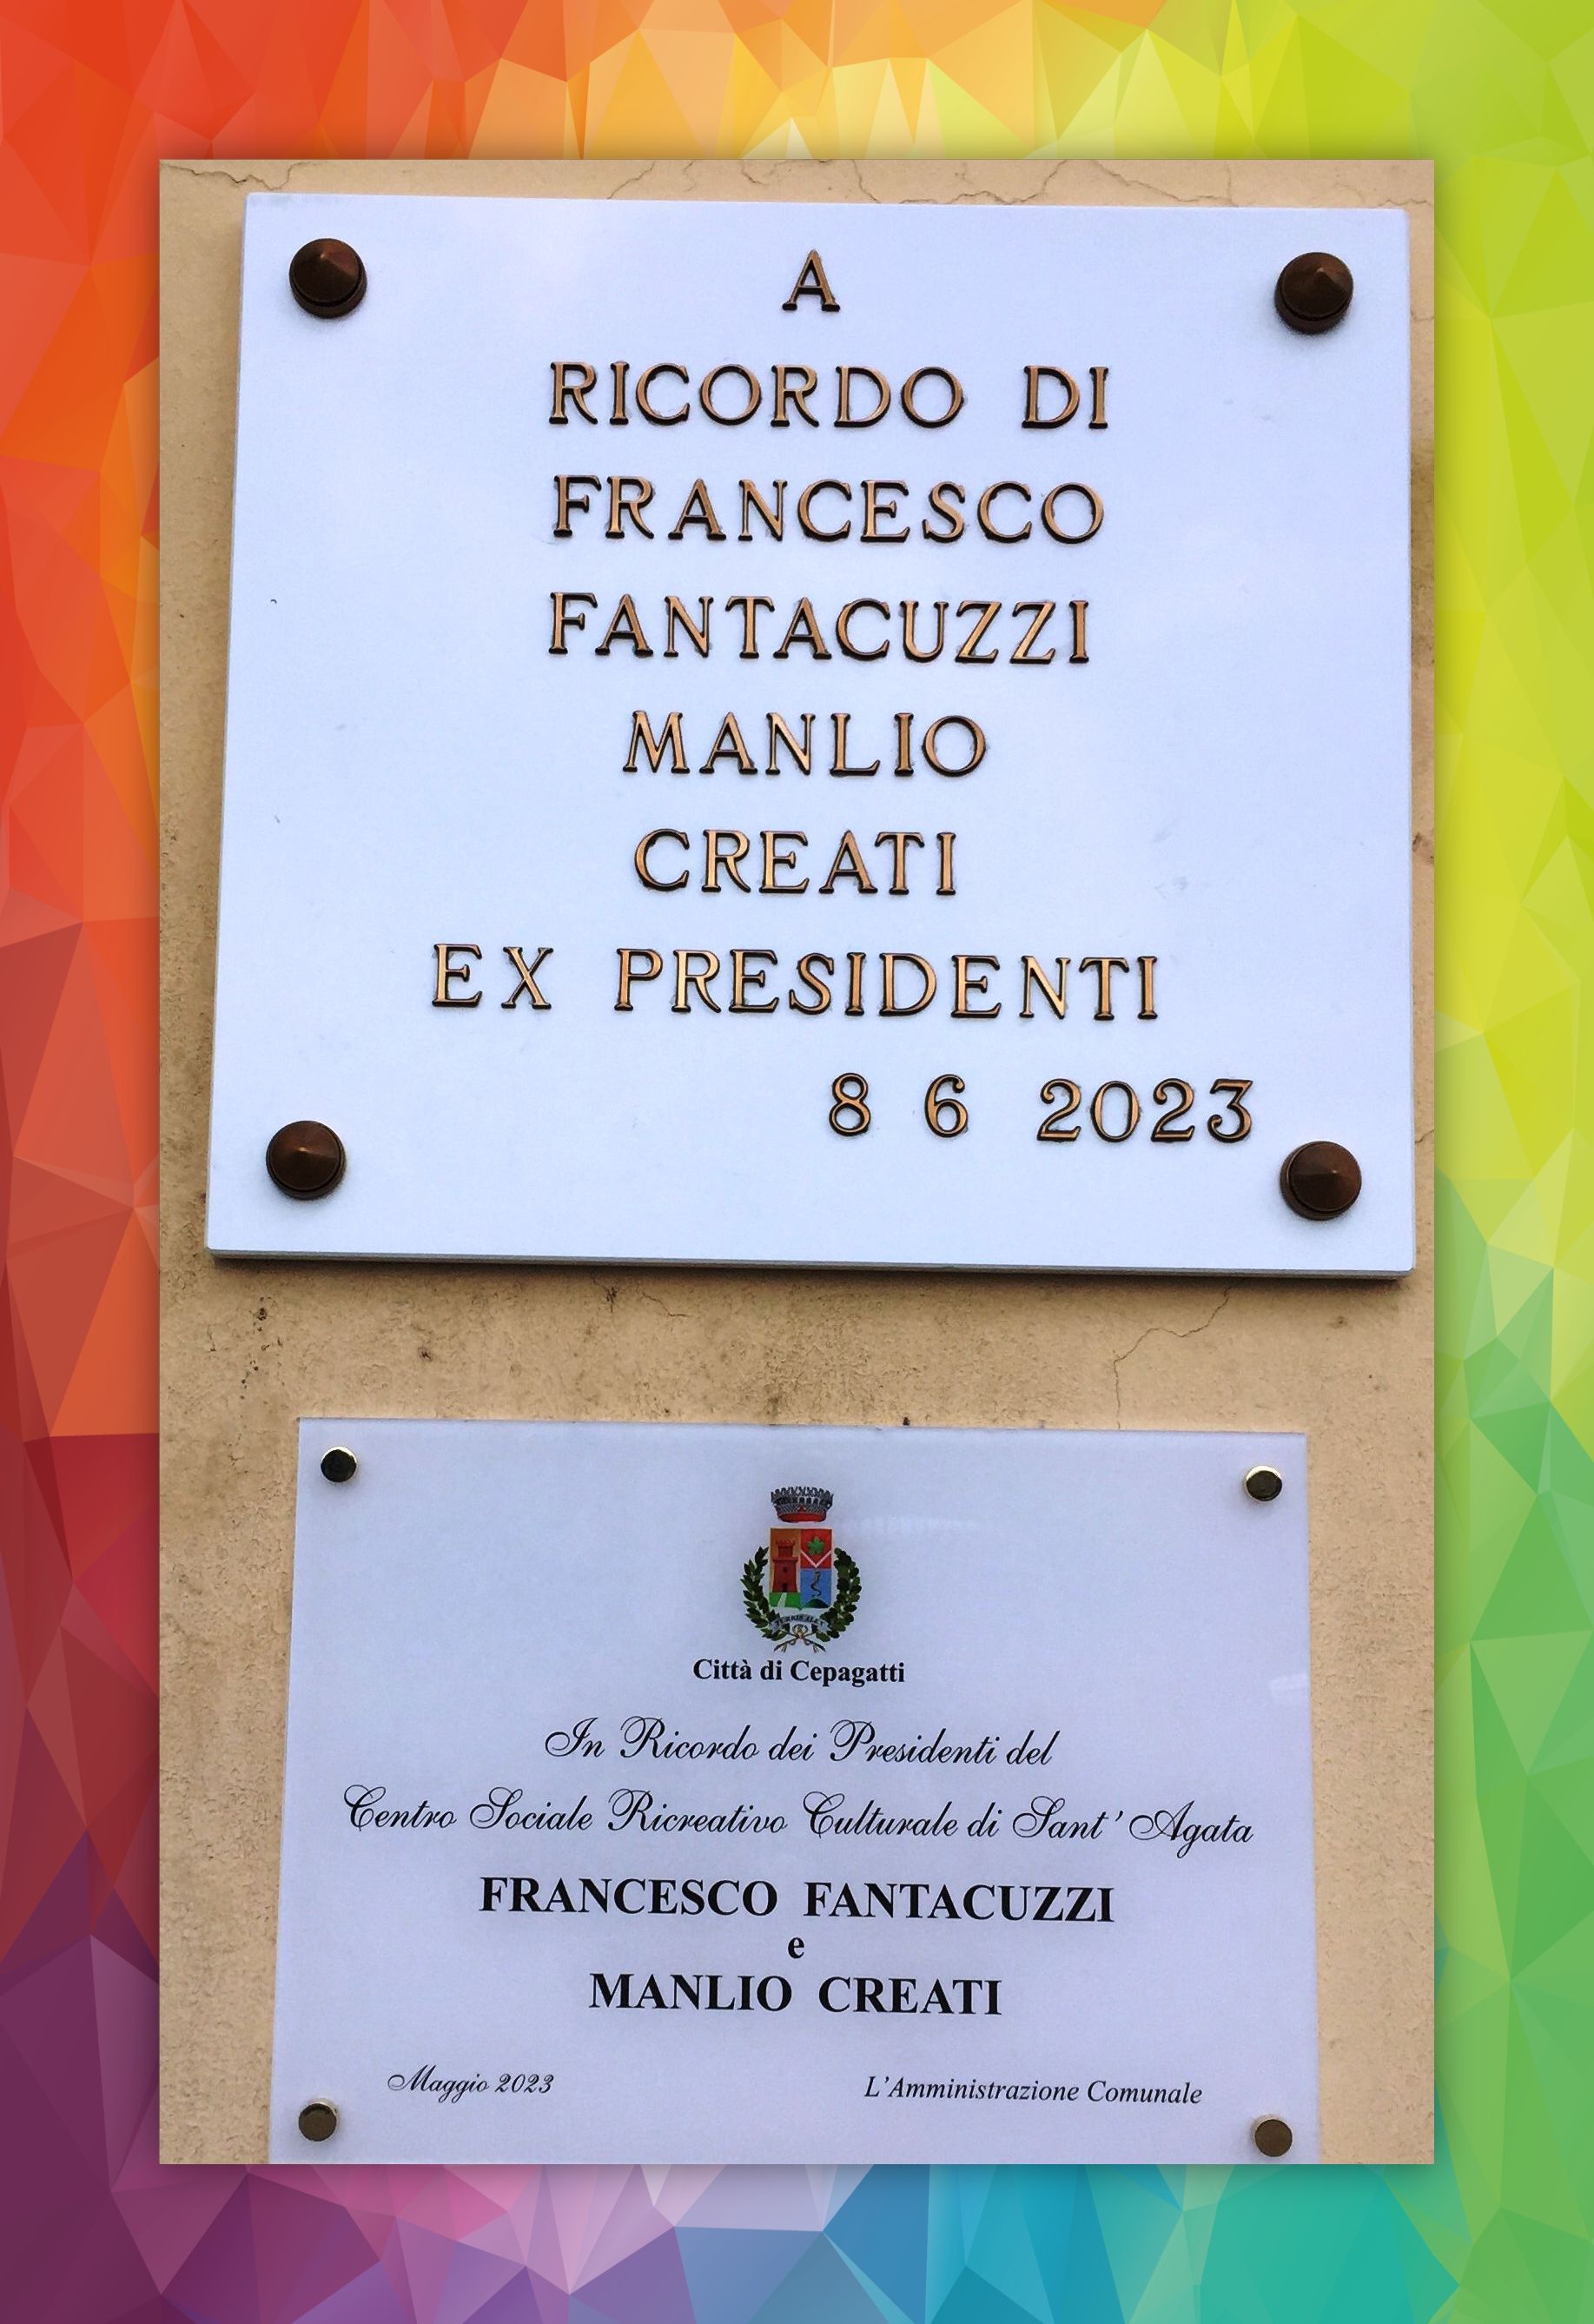 A
RICORDO DI
FRANCESCO
FANTACUZZI
MANLIO
CREATI
EX PRESIDENTI
8 6 2023
Città di Cepagatti
In Ricordo dei Presidenti del
Centro Sociale Ricreativo Culturale di Sant' Agata
FRANCESCO FANTACUZZI
e
MANLIO CREATI
Maggio 2023
L'Amministrazione Comunale